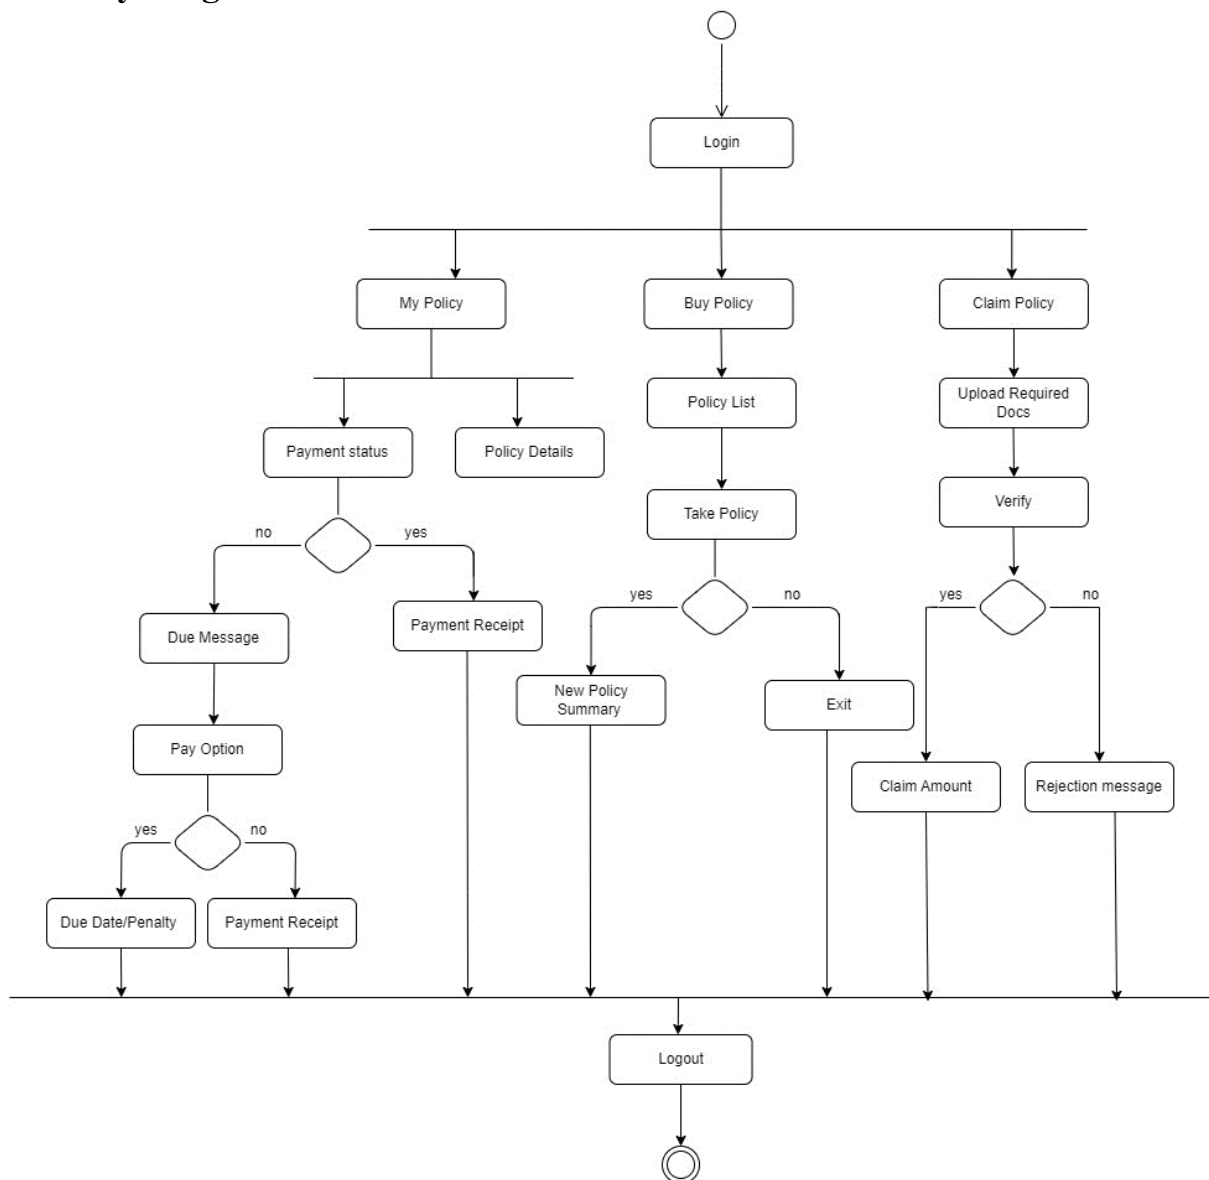 Login
My Policy
Buy Policy
Claim Policy
Policy List
Upload Required
Docs
Payment status
Policy Details
Take Policy
Verify
no
yes
yes
no
yes
no
Due Message
Payment Receipt
New Policy
Summary
Exit
Pay Option
Claim Amount
Rejection message
yes
no
Due Date/Penalty
Payment Receipt
Logout